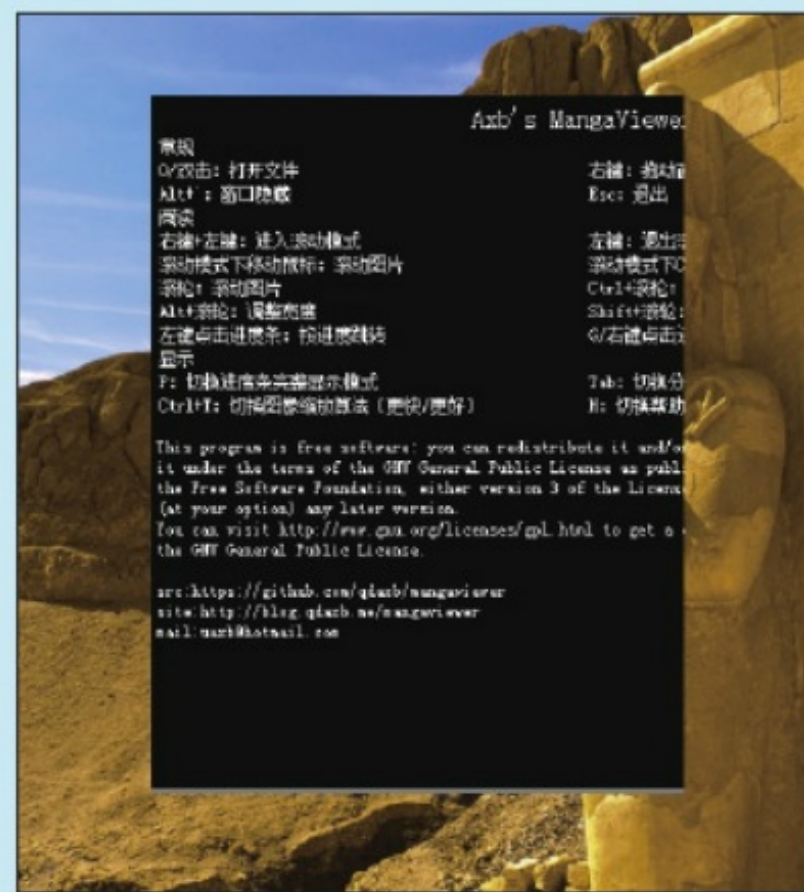 Axb's MangaViewe
常规
O/双击: 打开文件 右键: 拖动
Alt+`: 窗口隐藏 Esc: 退出
阅读
右键+左键: 进入滚动模式 左键: 退出
滚动模式下移动鼠标: 滚动图片 滚动模式下C
滚轮: 滚动图片 Ctrl+滚轮:
Alt+滚轮: 调整宽度 Shift+滚轮:
左键点击进度条: 按进度跳转 G/右键点击
显示
P: 切换进度条完整显示模式 Tab: 切换分
Ctrl+T: 切换图像缩放算法 (更快/更好) H: 切换帮助
This program is free software: you can redistribute it and/o
it under the terms of the GNU General Public License as publ
the Free Software Foundation, either version 3 of the Licens
(at your option) any later version.
You can visit http://www.gnu.org/licenses/gpl.html to get a
the GNU General Public License.
src:https://github.com/qdaxb/mangaviewer
site:http://blog.qdaxb.me/mangaviewer